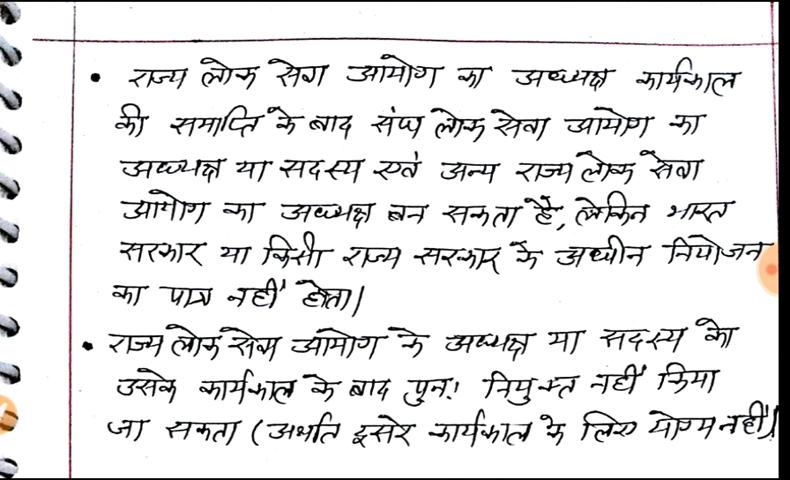 • राज्य लोक सेवा आयोग का अध्यक्ष कार्यकाल
की समाप्ति के बाद संघ लोक सेवा आयोग का
अध्यक्ष या सदस्य एवं अन्य राज्य लोक सेवा
आयोग का अध्यक्ष बन सकता है, लेकिन भारत
सरकार या किसी राज्य सरकार के अधीन नियोजन
का पात्र नहीं होता।
• राज्य लोक सेवा आयोग के अध्यक्ष या सदस्य को
उसके कार्यकाल के बाद पुन: नियुक्त नहीं किया
जा सकता (अर्थात दूसरे कार्यकाल के लिए योग्य नहीं)